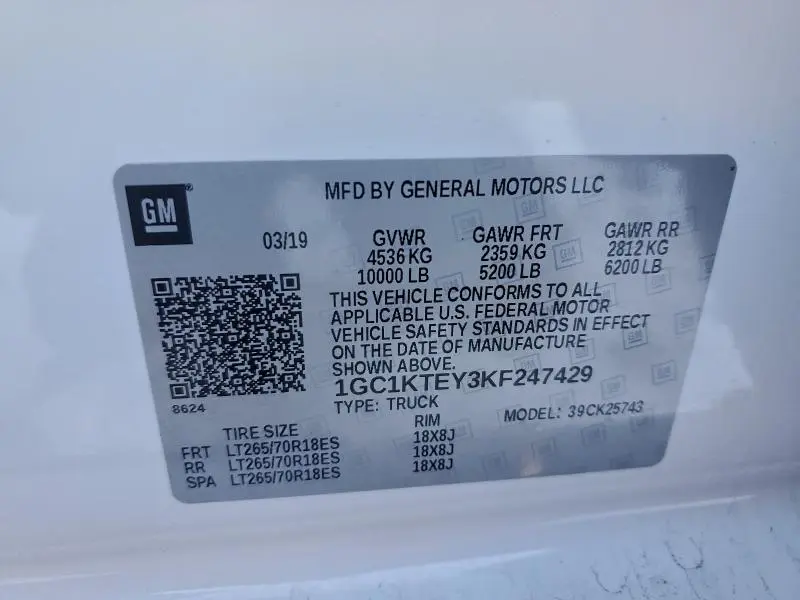 GM
MFD BY GENERAL MOTORS LLC
03/19
GVWR
4536 KG
10000 LB
GAWR FRT
2359 KG
5200 LB
GAWR RR
2812 KG
6200 LB
THIS VEHICLE CONFORMS TO ALL
APPLICABLE U.S. FEDERAL MOTOR
VEHICLE SAFETY STANDARDS IN EFFECT
ON THE DATE OF MANUFACTURE
SHOWN ABOVE.
1GC1KTEY3KF247429
8624
TYPE: TRUCK
MODEL: 39CK25743
TIRE SIZE RIM
FRT LT265/70R18ES 18X8J
RR LT265/70R18ES 18X8J
SPA LT265/70R18ES 18X8J